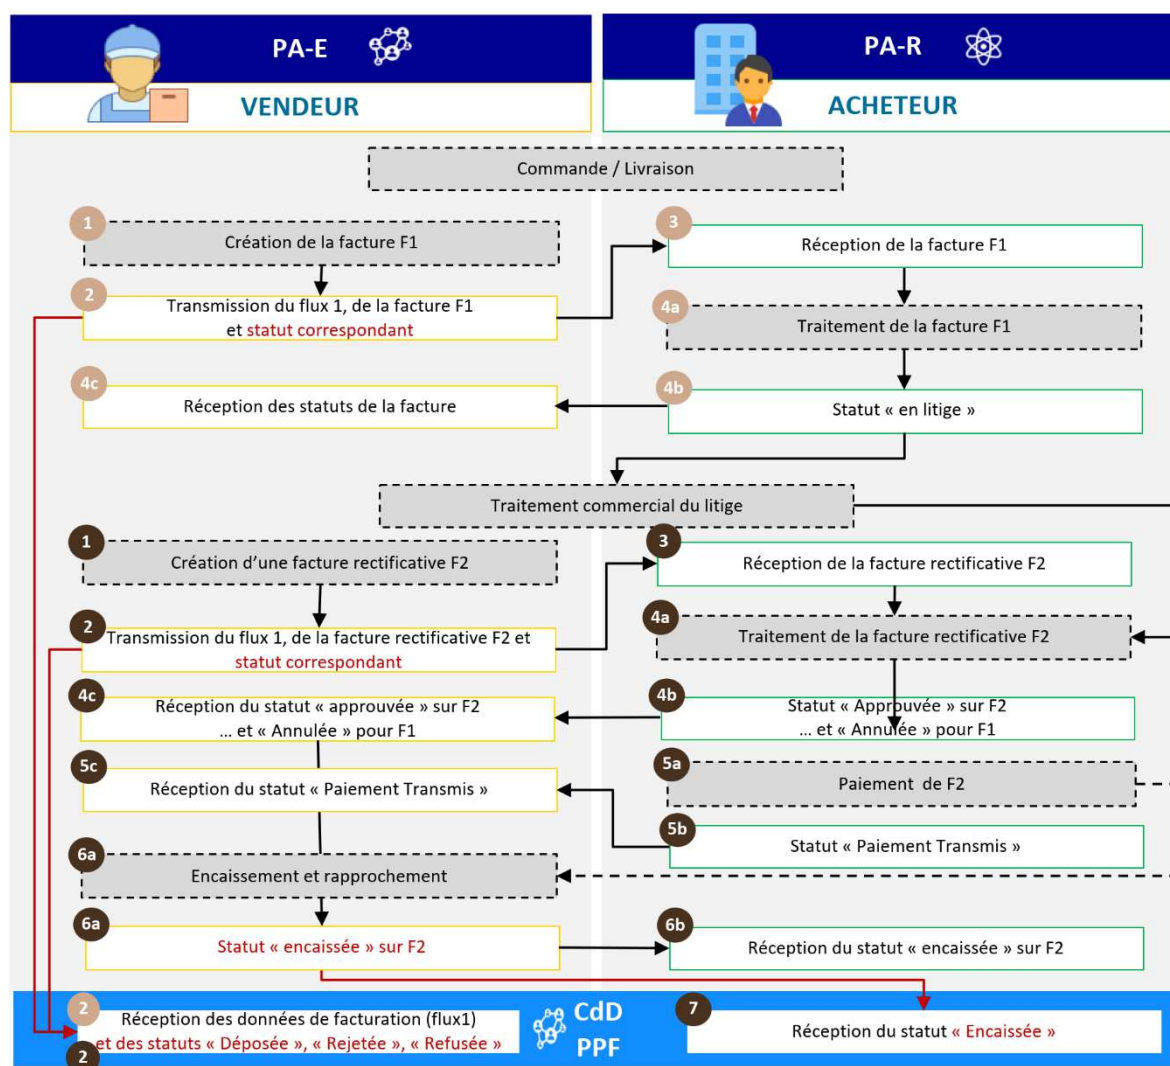 PA-E
PA-R
VENDEUR
ACHETEUR
Commande / Livraison
1
Création de la facture F1
3
Réception de la facture F1
2
Transmission du flux 1, de la facture F1
et statut correspondant
4a
Traitement de la facture F1
4c
Réception des statuts de la facture
4b
Statut « en litige »
Traitement commercial du litige
1
Création d’une facture rectificative F2
3
Réception de la facture rectificative F2
2
Transmission du flux 1, de la facture rectificative F2 et
statut correspondant
4a
Traitement de la facture rectificative F2
4c
Réception du statut « approuvée » sur F2
... et « Annulée » pour F1
4b
Statut « Approuvée » sur F2
... et « Annulée » pour F1
5c
Réception du statut « Paiement Transmis »
5a
Paiement de F2
5b
Statut « Paiement Transmis »
6a
Encaissement et rapprochement
6a
Statut « encaissée » sur F2
6b
Réception du statut « encaissée » sur F2
2
Réception des données de facturation (flux1)
et des statuts « Déposée », « Rejetée », « Refusée »
2
CdD
PPF
7
Réception du statut « Encaissée »